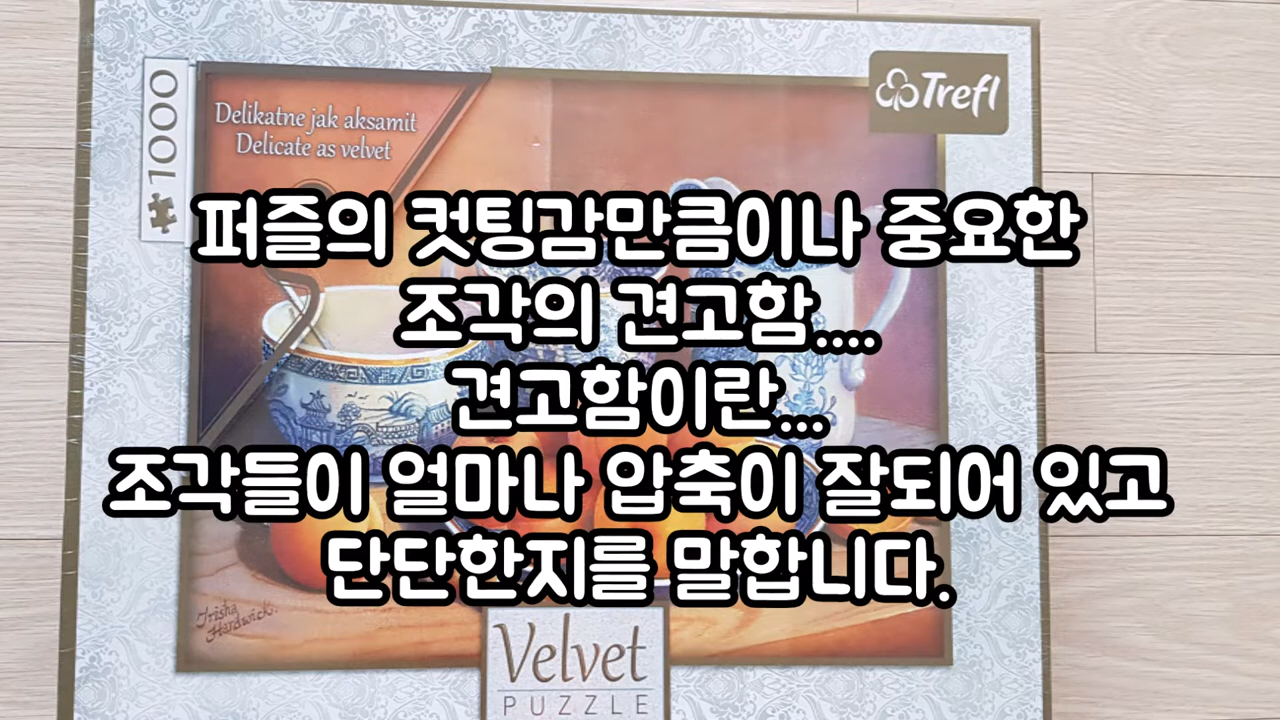 1000
Delikatne jak aksamit
Delicate as velvet
Trefl
퍼즐의 컷팅감만큼이나 중요한
조각의 견고함....
견고함이란...
조각들이 얼마나 압축이 잘되어 있고
단단한지를 말합니다.
Trisha
Hardwick.
Velvet
PUZZLE